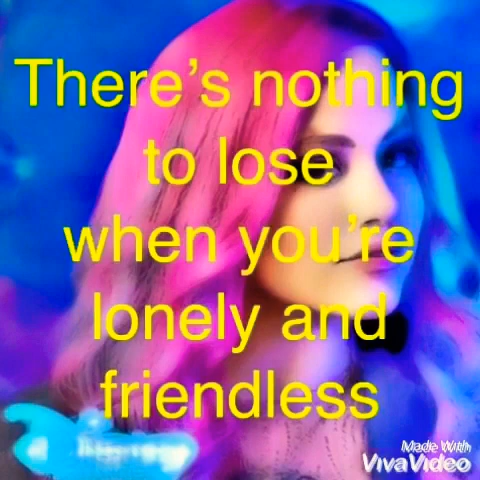 There’s nothing
to lose
when you’re
lonely and
friendless
Made With
VivaVideo